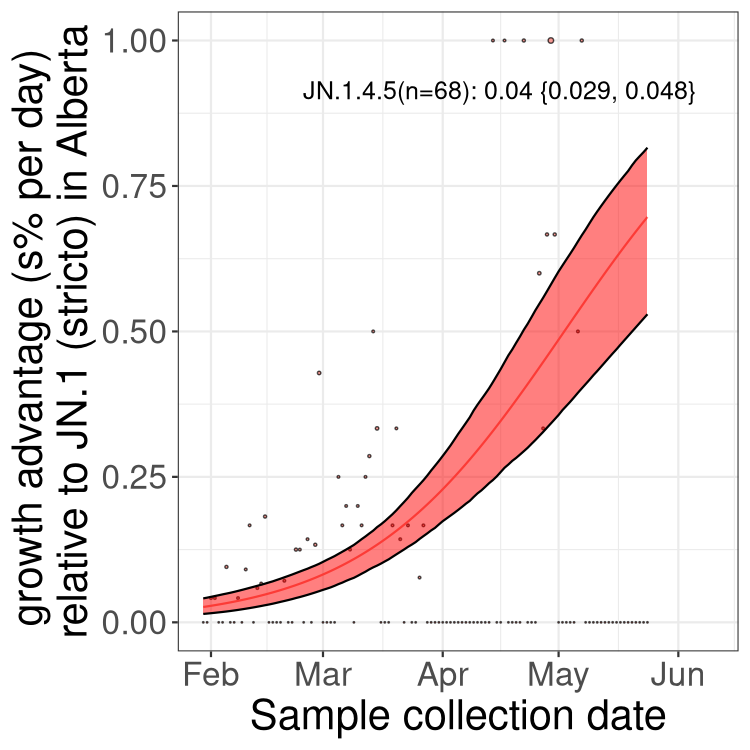 growth advantage (s% per day)
relative to JN.1 (stricto) in Alberta
1.00
0.75
0.50
0.25
0.00
JN.1.4.5(n=68): 0.04 {0.029, 0.048}
Feb Mar Apr May Jun
Sample collection date